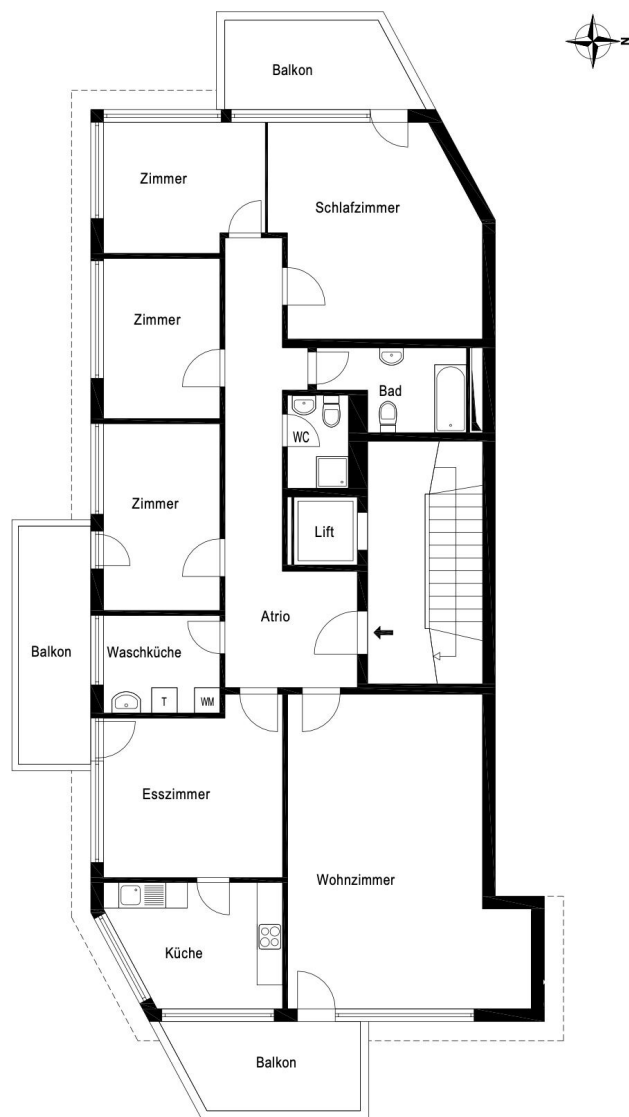 Balkon
N
Zimmer
Schlafzimmer
Zimmer
Bad
WC
Zimmer
Lift
Atrio
Balkon
Waschküche
T
WM
Esszimmer
Wohnzimmer
Küche
Balkon